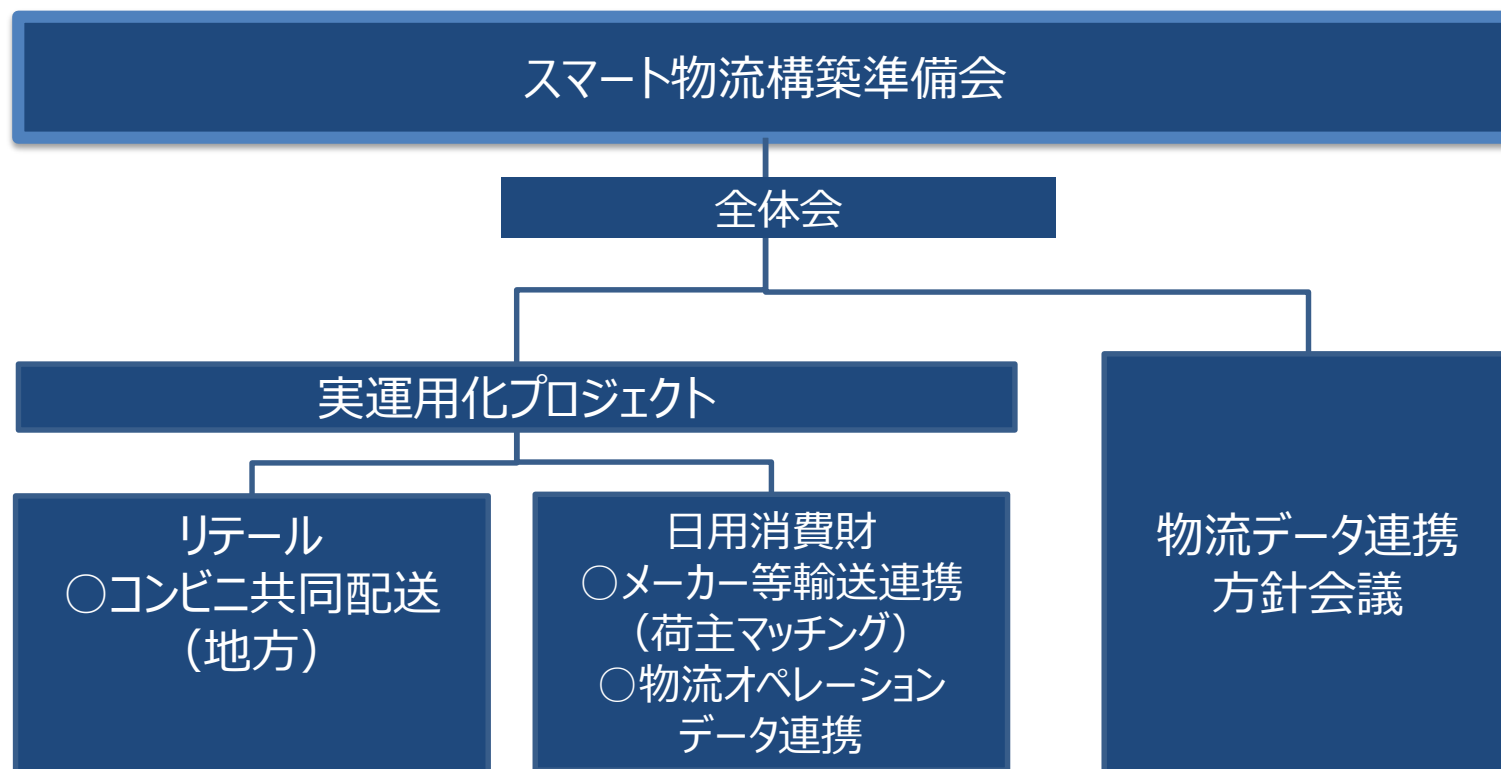 スマート物流構築準備会
全体会
実運用化プロジェクト
リテール
○コンビニ共同配送
（地方）
日用消費財
○メーカー等輸送連携
（荷主マッチング）
○物流オペレーション
データ連携
物流データ連携
方針会議